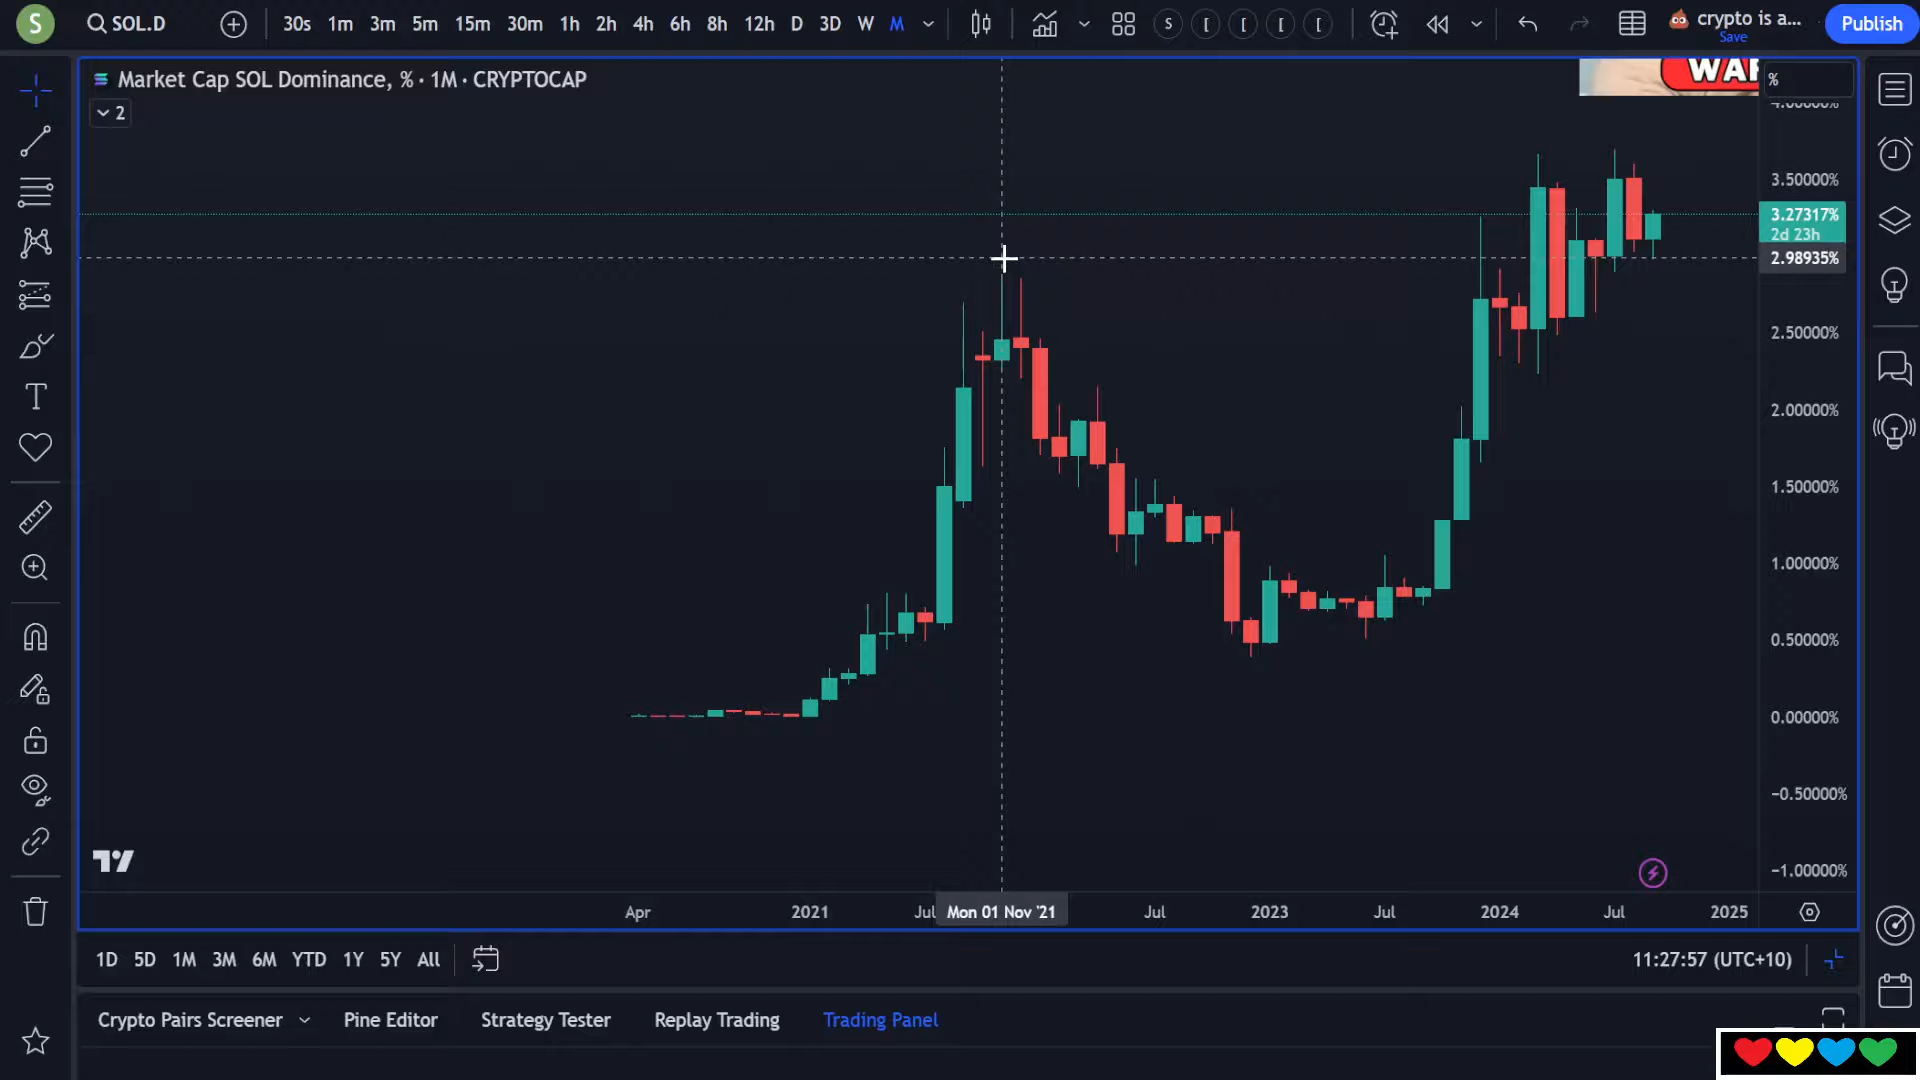 S
SOL.D
30s 1m 3m 5m 15m 30m 1h 2h 4h 6h 8h 12h D 3D W M
S [ [ [ [
💩 crypto is a...
Save
Publish
Market Cap SOL Dominance, % · 1M · CRYPTOCAP
2
WAR
%
4.00000%
3.50000%
3.27317%
2d 23h
2.98935%
2.50000%
2.00000%
1.50000%
1.00000%
0.50000%
0.00000%
−0.50000%
−1.00000%
Apr 2021 Jul Mon 01 Nov '21 Jul 2023 Jul 2024 Jul 2025
1D 5D 1M 3M 6M YTD 1Y 5Y All
11:27:57 (UTC+10)
Crypto Pairs Screener Pine Editor Strategy Tester Replay Trading Trading Panel